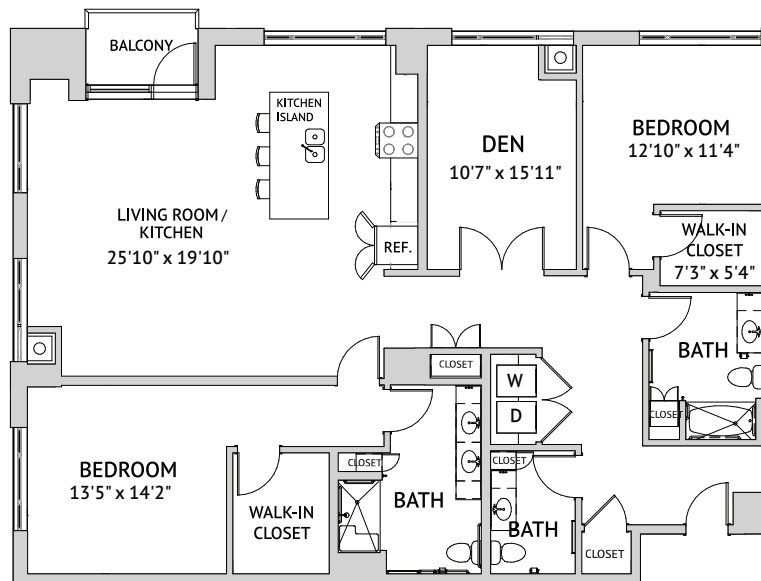 BALCONY
KITCHEN
ISLAND
DEN
10'7" x 15'11"
BEDROOM
12'10" x 11'4"
LIVING ROOM /
KITCHEN
25'10" x 19'10"
REF.
WALK-IN
CLOSET
7'3" x 5'4"
BATH
CLOSET
W
D
CLOSET
BEDROOM
13'5" x 14'2"
WALK-IN
CLOSET
CLOSET
BATH
CLOSET
BATH
CLOSET